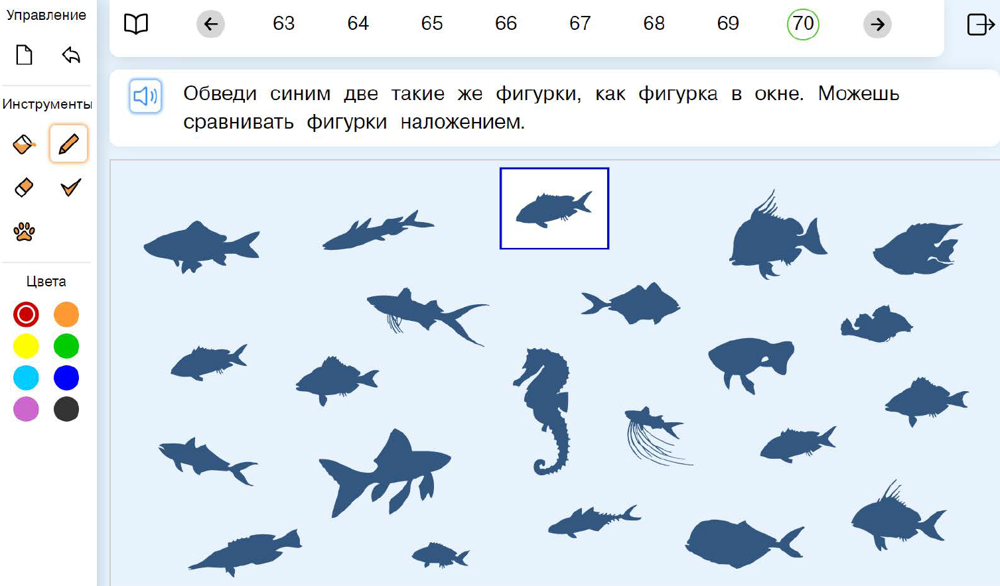 Управление
63 64 65 66 67 68 69 70
Обведи синим две такие же фигурки, как фигурка в окне. Можешь
сравнивать фигурки наложением.
Инструменты
Цвета